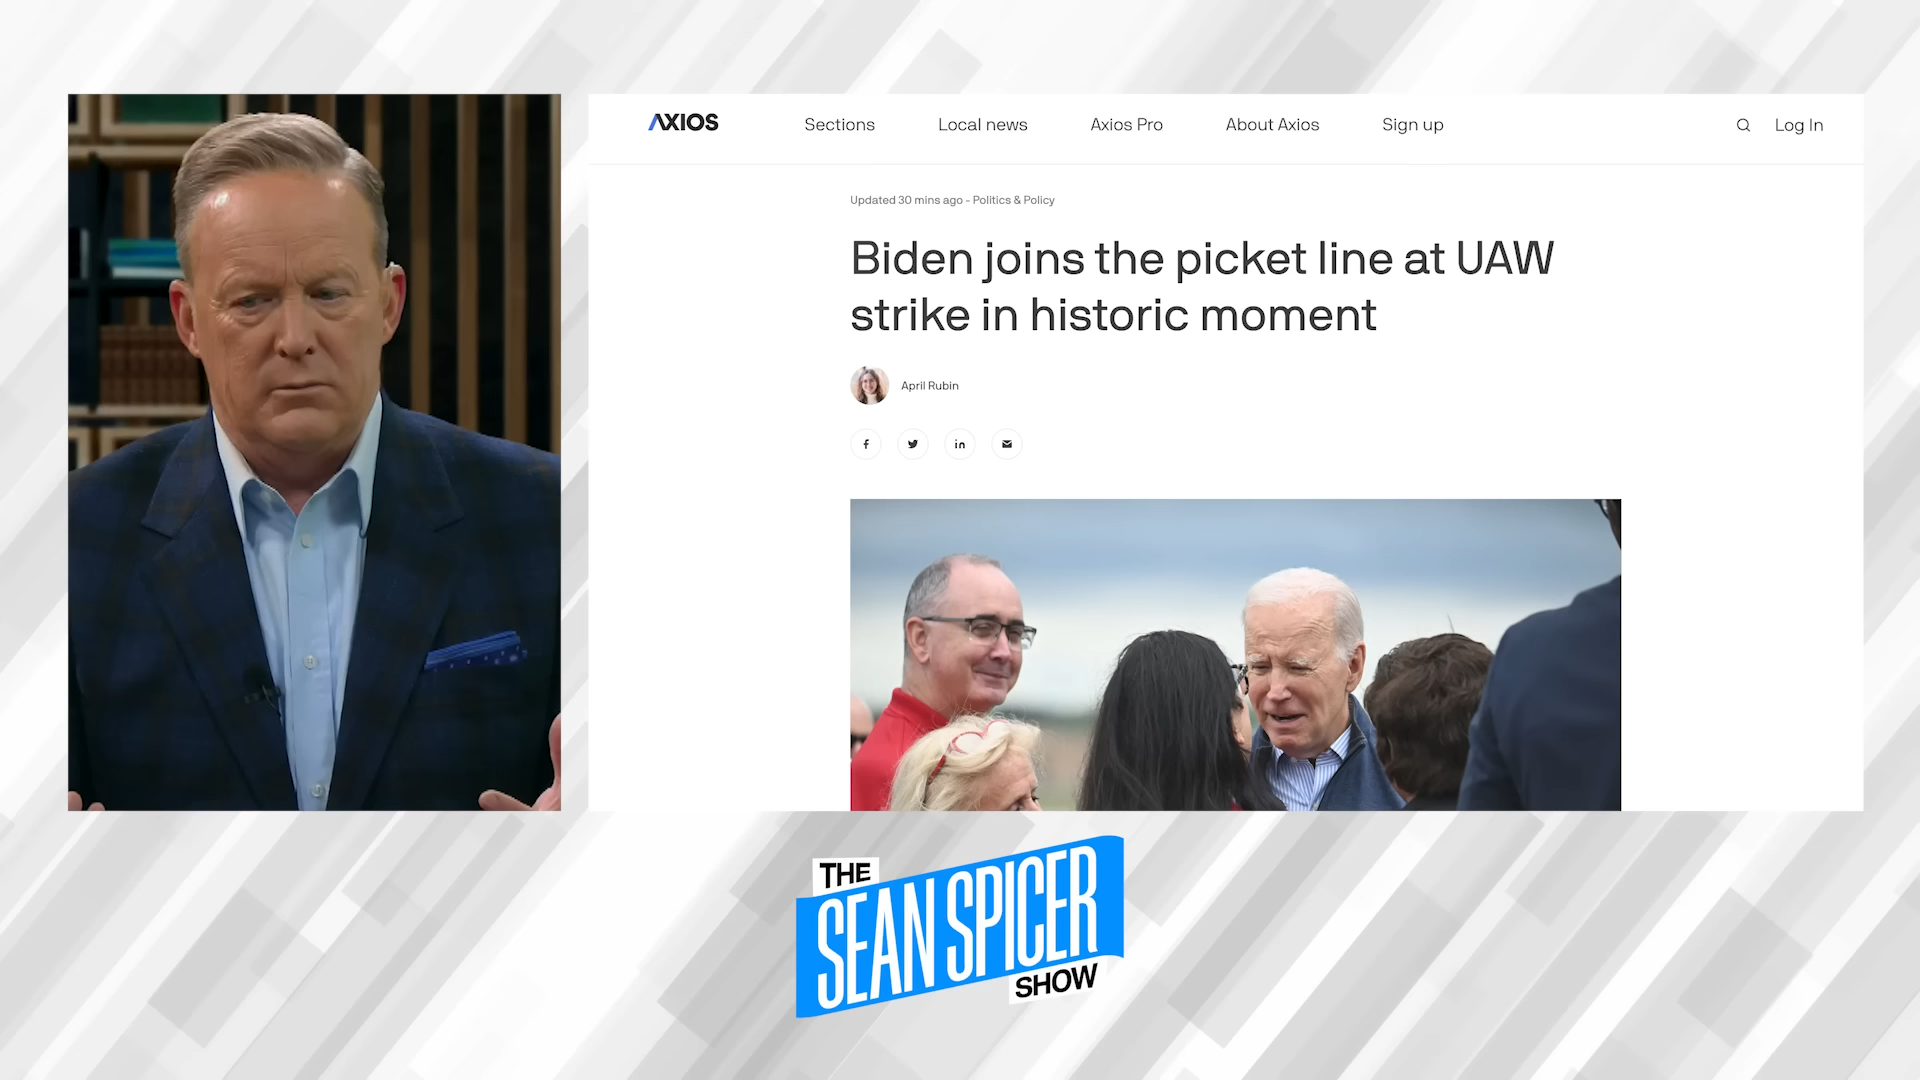 AXIOS
Sections
Local news
Axios Pro
About Axios
Sign up
Log In
Updated 30 mins ago - Politics & Policy
Biden joins the picket line at UAW
strike in historic moment
April Rubin
THE
SEAN SPICER
SHOW